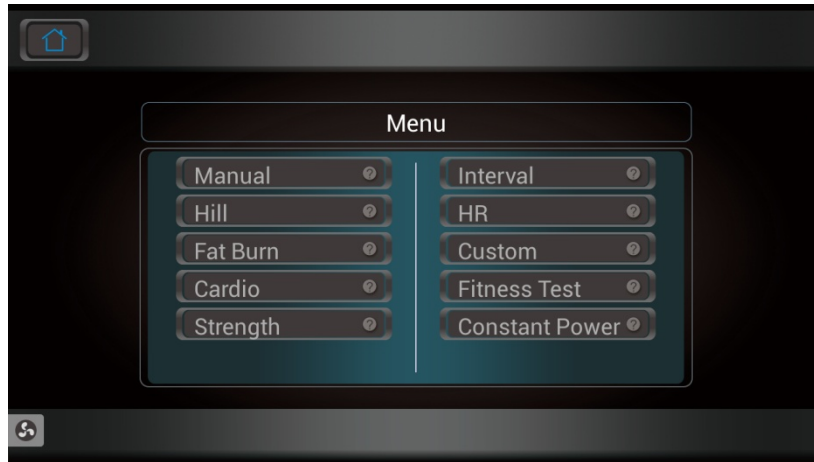 Menu
Manual
Hill
Fat Burn
Cardio
Strength
Interval
HR
Custom
Fitness Test
Constant Power